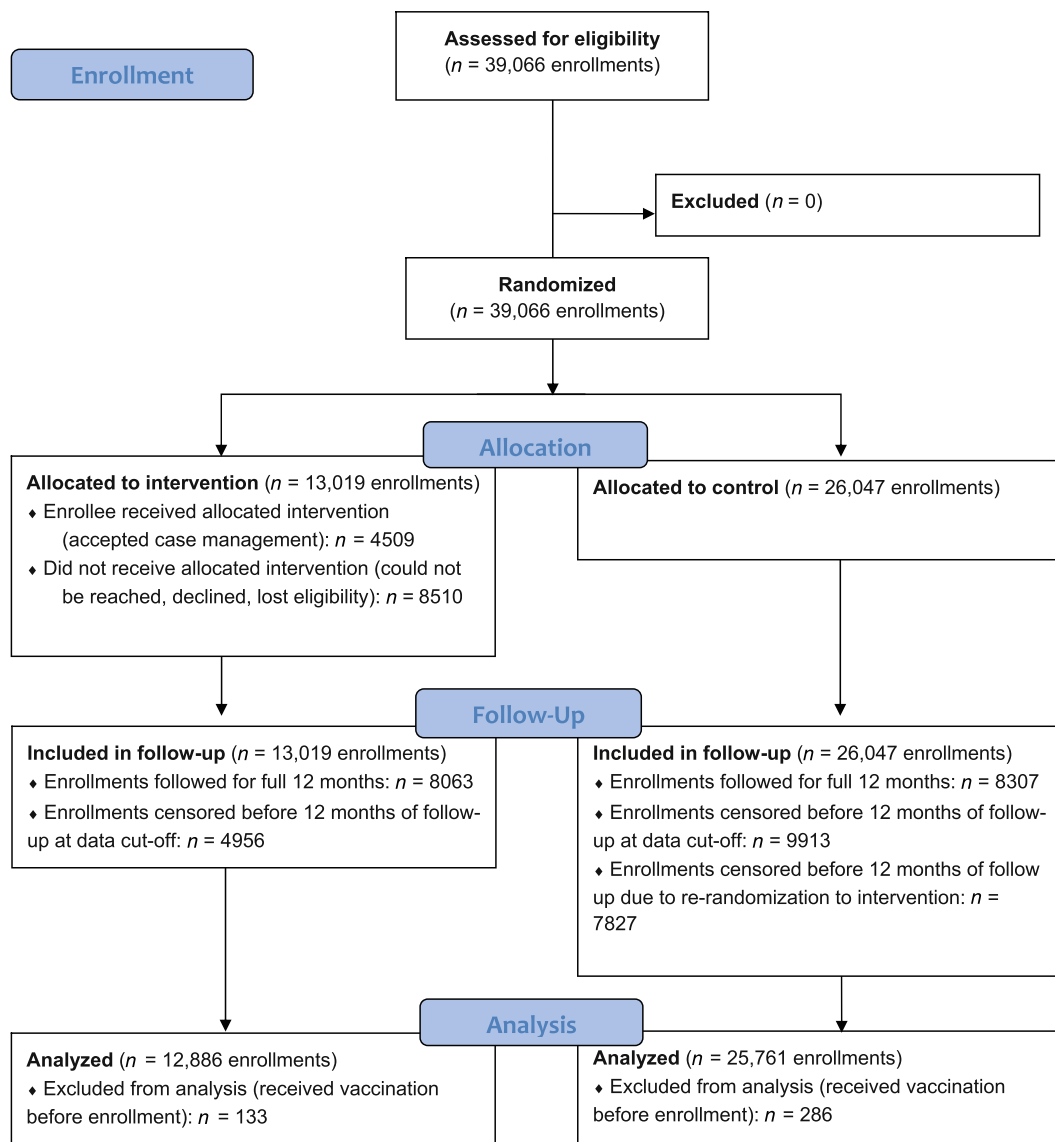 Enrollment
Assessed for eligibility
(n = 39,066 enrollments)
Excluded (n = 0)
Randomized
(n = 39,066 enrollments)
Allocation
Allocated to intervention (n = 13,019 enrollments)
⬧ Enrollee received allocated intervention
(accepted case management): n = 4509
⬧ Did not receive allocated intervention (could not
be reached, declined, lost eligibility): n = 8510
Allocated to control (n = 26,047 enrollments)
Follow-Up
Included in follow-up (n = 13,019 enrollments)
⬧ Enrollments followed for full 12 months: n = 8063
⬧ Enrollments censored before 12 months of follow-
up at data cut-off: n = 4956
Included in follow-up (n = 26,047 enrollments)
⬧ Enrollments followed for full 12 months: n = 8307
⬧ Enrollments censored before 12 months of follow-
up at data cut-off: n = 9913
⬧ Enrollments censored before 12 months of follow
up due to re-randomization to intervention: n =
7827
Analysis
Analyzed (n = 12,886 enrollments)
⬧ Excluded from analysis (received vaccination
before enrollment): n = 133
Analyzed (n = 25,761 enrollments)
⬧ Excluded from analysis (received vaccination
before enrollment): n = 286